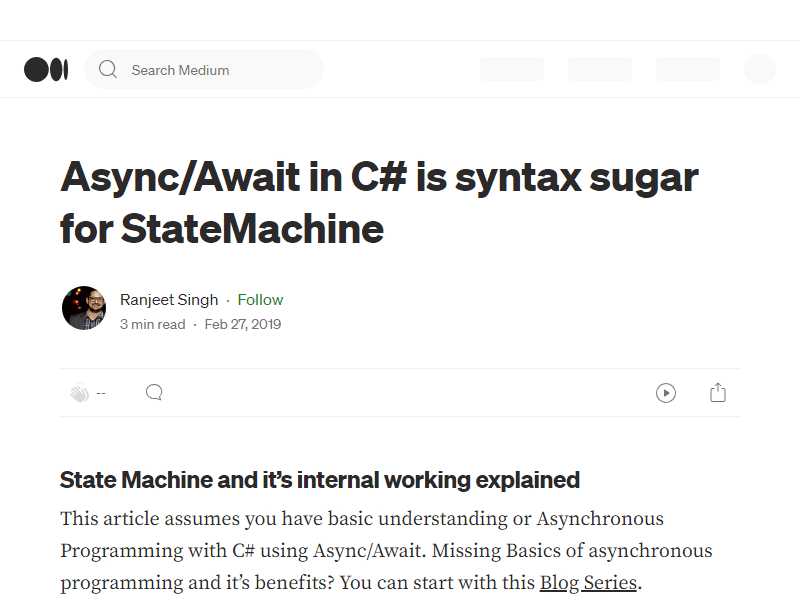 Search Medium
Async/Await in C# is syntax sugar
for StateMachine
Ranjeet Singh · Follow
3 min read · Feb 27, 2019
--
State Machine and it’s internal working explained
This article assumes you have basic understanding or Asynchronous
Programming with C# using Async/Await. Missing Basics of asynchronous
programming and it’s benefits? You can start with this Blog Series.